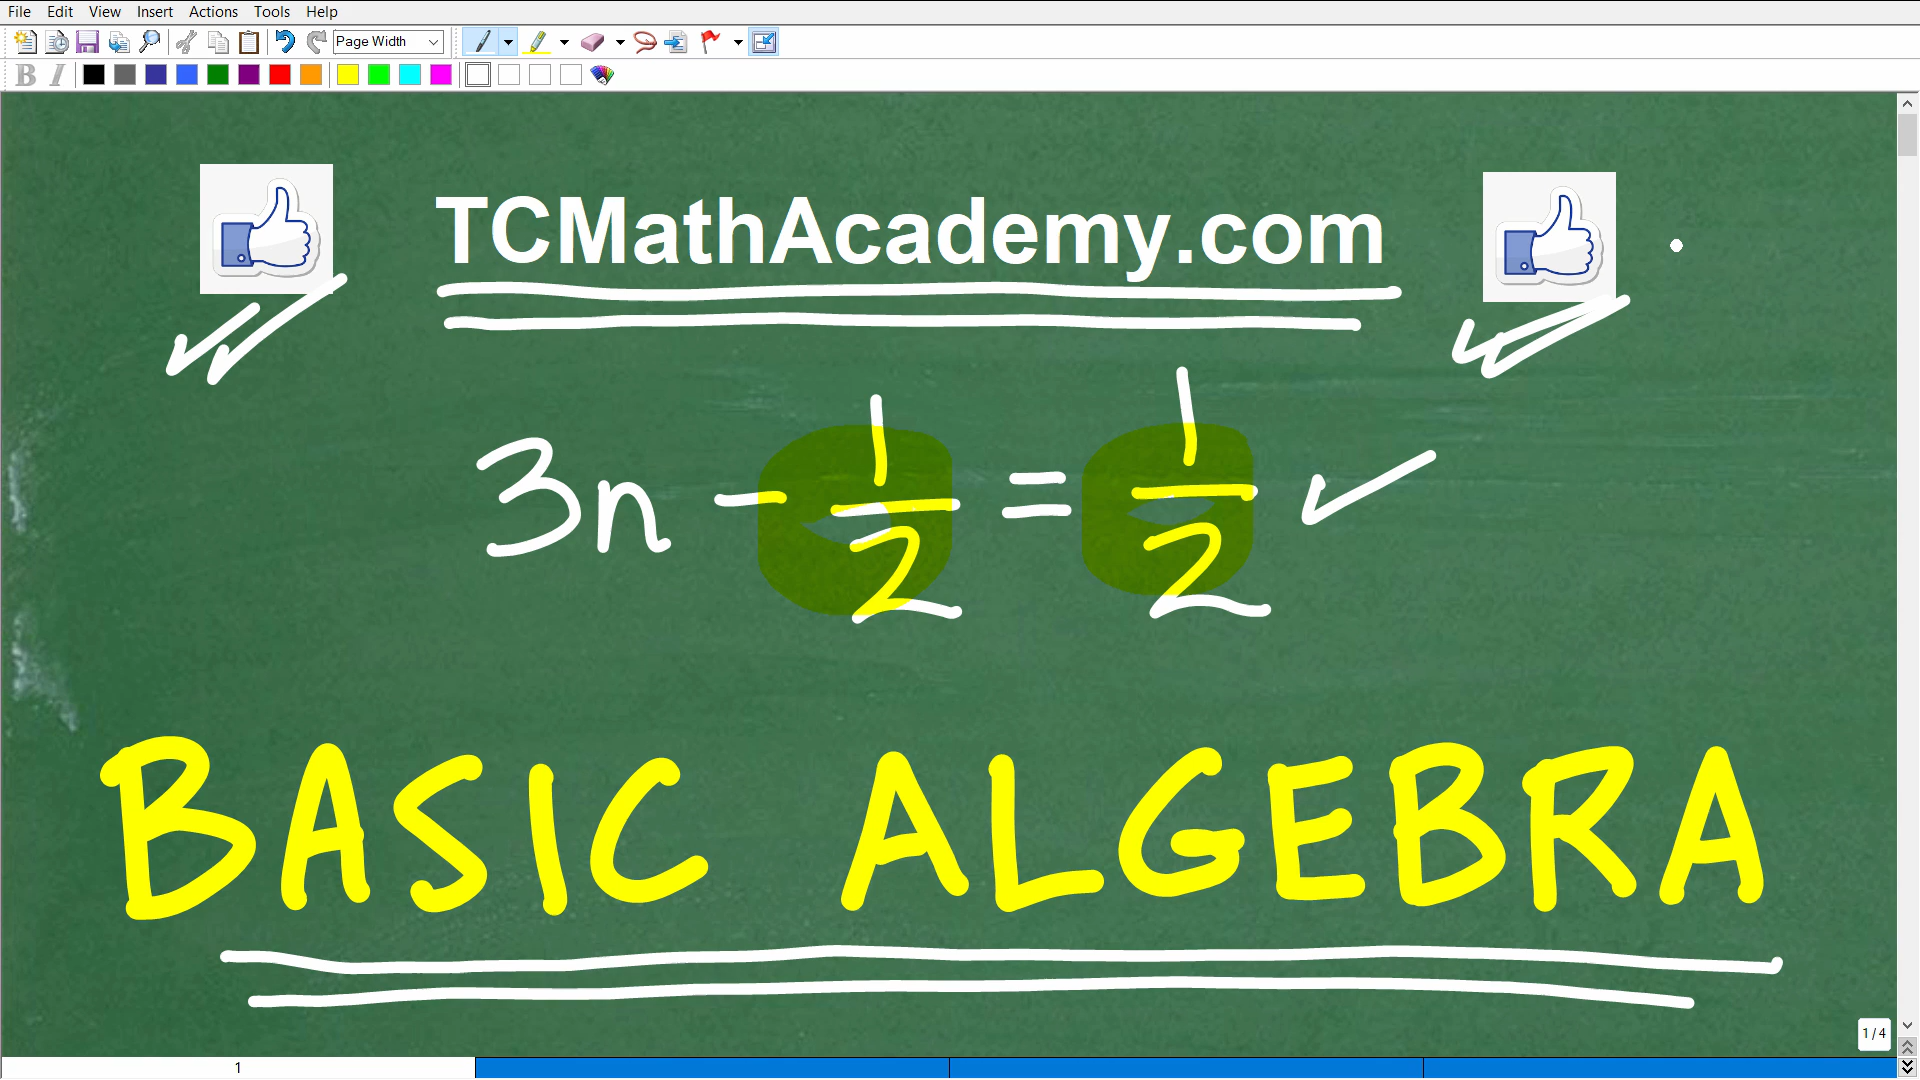 File Edit View Insert Actions Tools Help
Page Width
B I
TCMathAcademy.com
3n - 1/2 = 1/2
BASIC ALGEBRA
1 / 4
1